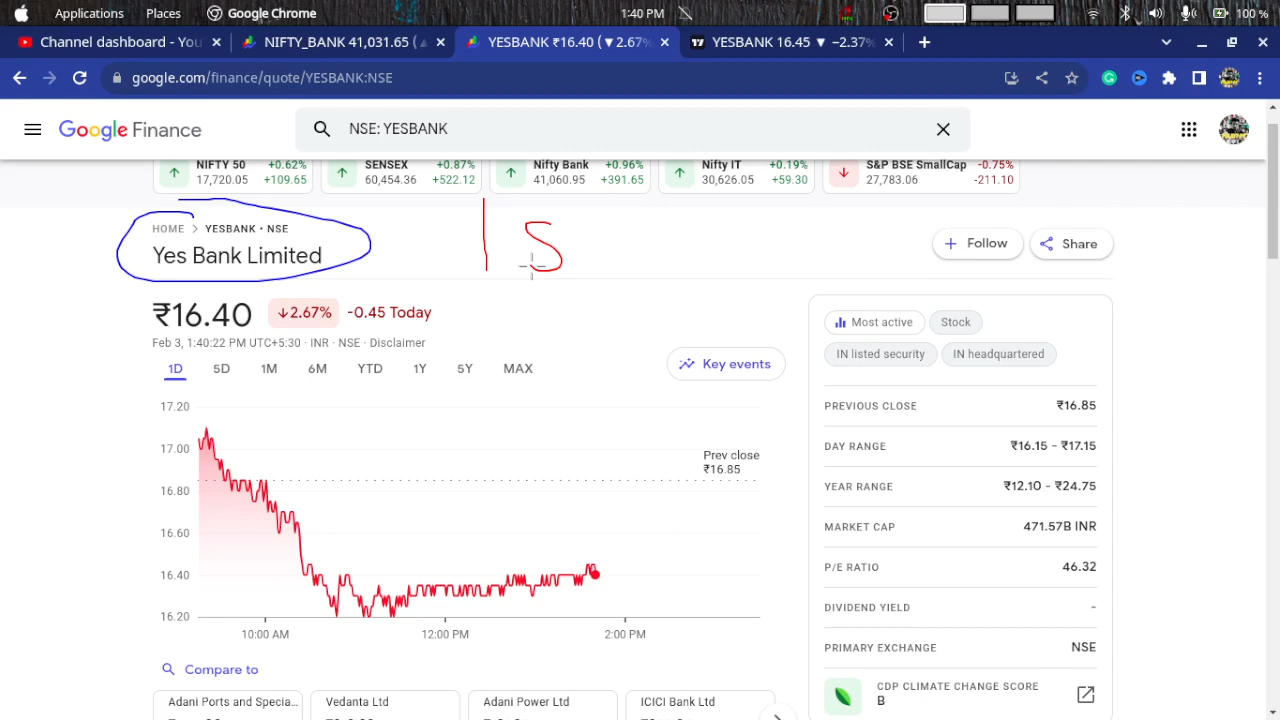 Applications Places Google Chrome 1:40 PM 100 %
Channel dashboard - You NIFTY_BANK 41,031.65 (▲ YESBANK ₹16.40 (▼2.67% YESBANK 16.45 ▼ −2.37%
google.com/finance/quote/YESBANK:NSE
Google Finance NSE: YESBANK
NIFTY 50 +0.62% SENSEX +0.87% Nifty Bank +0.96% Nifty IT +0.19% S&P BSE SmallCap -0.75%
17,720.05 +109.65 60,454.36 +522.12 41,060.95 +391.65 30,626.05 +59.30 27,783.06 -211.10
HOME > YESBANK • NSE
Yes Bank Limited
1 5
+ Follow Share
₹16.40 ↓2.67% -0.45 Today
Feb 3, 1:40:22 PM UTC+5:30 · INR · NSE · Disclaimer
1D 5D 1M 6M YTD 1Y 5Y MAX
Key events
17.20
17.00
16.80
16.60
16.40
16.20
Prev close
₹16.85
10:00 AM 12:00 PM 2:00 PM
Compare to
Adani Ports and Specia... Vedanta Ltd Adani Power Ltd ICICI Bank Ltd
Most active Stock
IN listed security IN headquartered
PREVIOUS CLOSE ₹16.85
DAY RANGE ₹16.15 - ₹17.15
YEAR RANGE ₹12.10 - ₹24.75
MARKET CAP 471.57B INR
P/E RATIO 46.32
DIVIDEND YIELD -
PRIMARY EXCHANGE NSE
CDP CLIMATE CHANGE SCORE
B